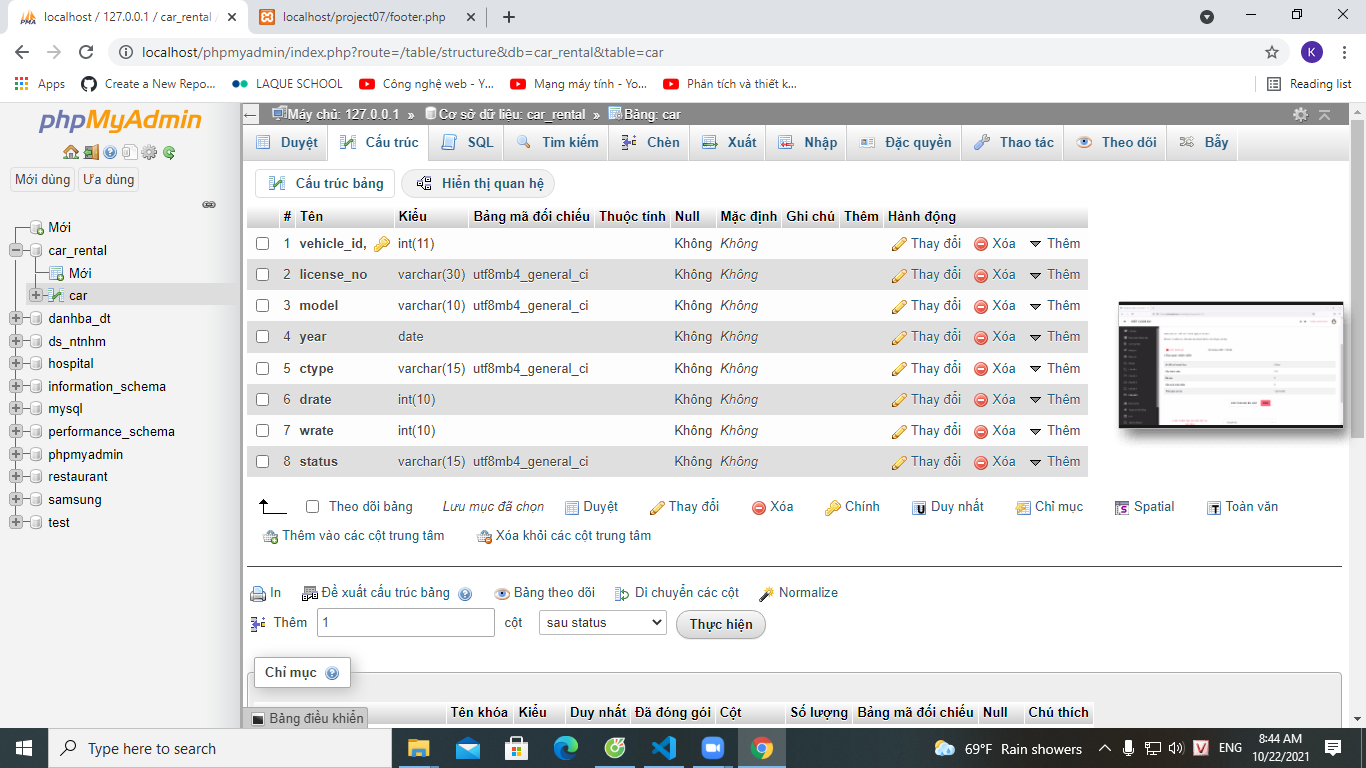 localhost / 127.0.0.1 / car_rental /
localhost/project07/footer.php
localhost/phpmyadmin/index.php?route=/table/structure&db=car_rental&table=car
K
Apps
Create a New Repo...
LAQUE SCHOOL
Công nghệ web - Y...
Mạng máy tính - Yo...
Phân tích và thiết k...
Reading list
phpMyAdmin
Mới dùng
Ưa dùng
Mới
car_rental
Mới
car
danhba_dt
ds_ntnhm
hospital
information_schema
mysql
performance_schema
phpmyadmin
restaurant
samsung
test
Máy chủ: 127.0.0.1 » Cơ sở dữ liệu: car_rental » Bảng: car
Duyệt Cấu trúc SQL Tìm kiếm Chèn Xuất Nhập Đặc quyền Thao tác Theo dõi Bẫy
Cấu trúc bảng Hiển thị quan hệ
# Tên Kiểu Bảng mã đối chiếu Thuộc tính Null Mặc định Ghi chú Thêm Hành động
1 vehicle_id, int(11) Không Không Thay đổi Xóa Thêm
2 license_no varchar(30) utf8mb4_general_ci Không Không Thay đổi Xóa Thêm
3 model varchar(10) utf8mb4_general_ci Không Không Thay đổi Xóa Thêm
4 year date Không Không Thay đổi Xóa Thêm
5 ctype varchar(15) utf8mb4_general_ci Không Không Thay đổi Xóa Thêm
6 drate int(10) Không Không Thay đổi Xóa Thêm
7 wrate int(10) Không Không Thay đổi Xóa Thêm
8 status varchar(15) utf8mb4_general_ci Không Không Thay đổi Xóa Thêm
Theo dõi bảng Lưu mục đã chọn Duyệt Thay đổi Xóa Chính Duy nhất Chỉ mục Spatial Toàn văn
Thêm vào các cột trung tâm Xóa khỏi các cột trung tâm
In Đề xuất cấu trúc bảng Bảng theo dõi Di chuyển các cột Normalize
Thêm 1 cột sau status Thực hiện
Chỉ mục
Tên khóa Kiểu Duy nhất Đã đóng gói Cột Số lượng Bảng mã đối chiếu Null Chú thích
Bảng điều khiển
Type here to search
69°F Rain showers
V
ENG
8:44 AM
10/22/2021